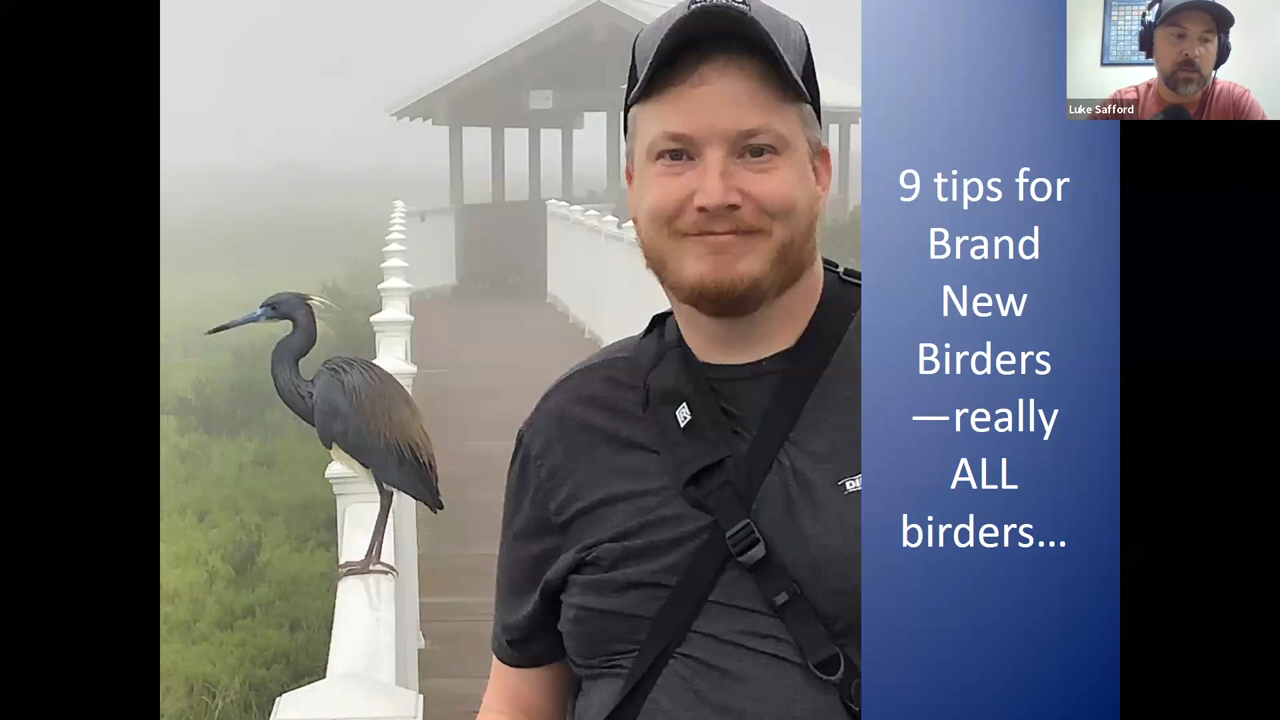 Luke Safford
9 tips for
Brand
New
Birders
—really
ALL
birders...